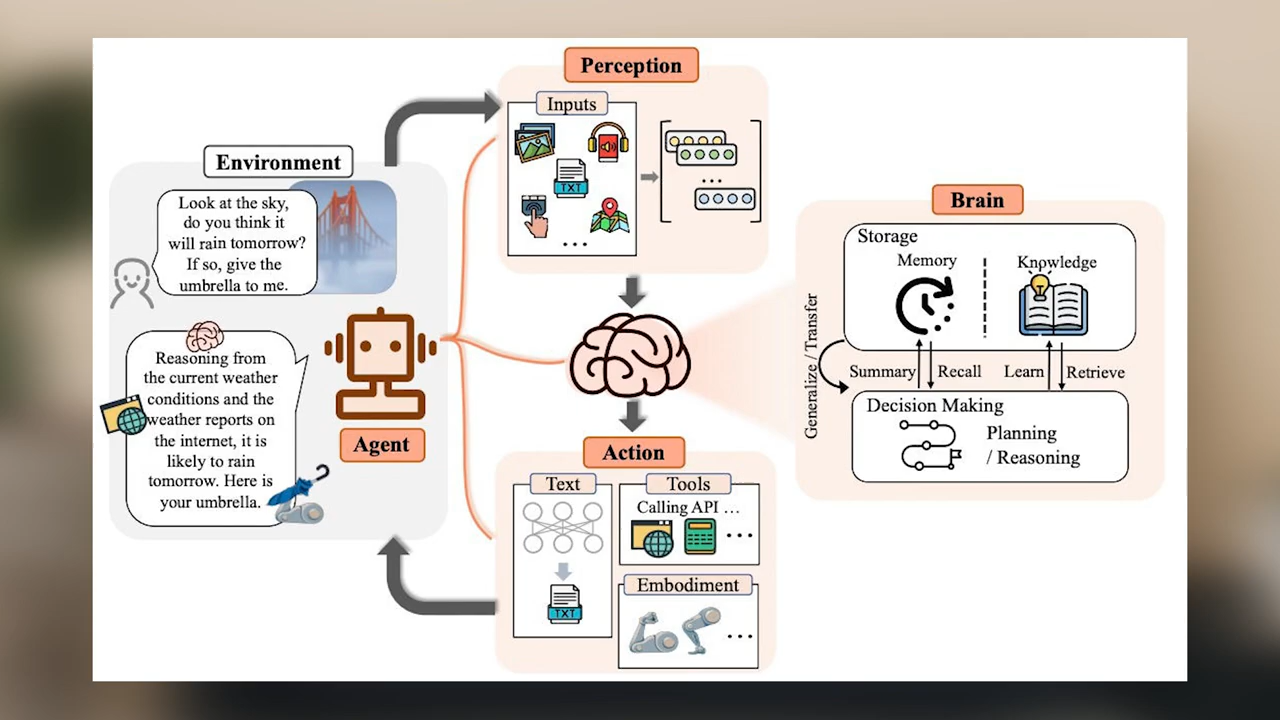 Environment
Look at the sky,
do you think it
will rain tomorrow?
If so, give the
umbrella to me.
Reasoning from
the current weather
conditions and the
weather reports on
the internet, it is
likely to rain
tomorrow. Here is
your umbrella.
Agent
Perception
Inputs
TXT
...
...
Action
Text
TXT
Tools
Calling API ...
...
Embodiment
...
Brain
Storage
Memory
Knowledge
Generalize / Transfer
Summary
Recall
Learn
Retrieve
Decision Making
Planning
/ Reasoning